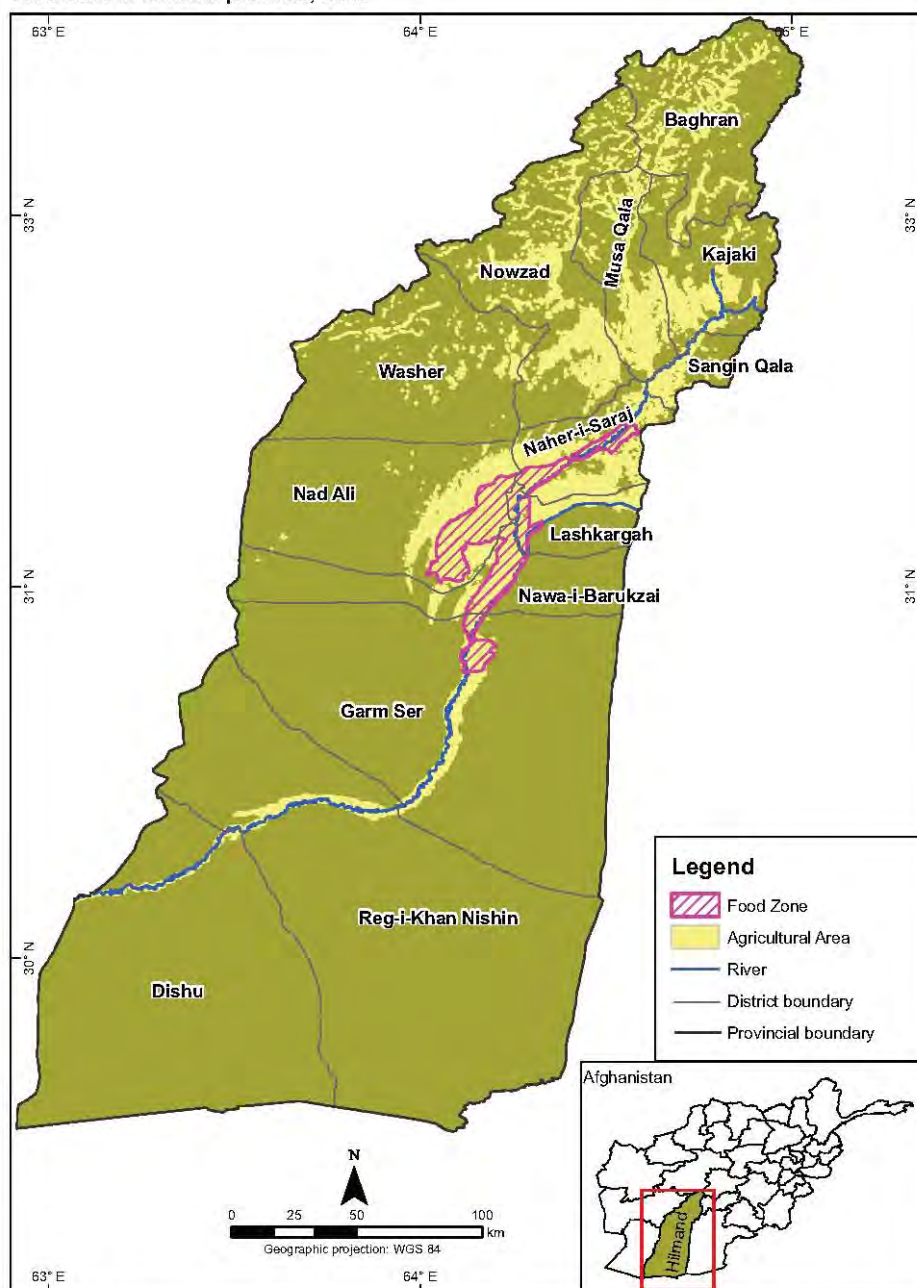 63° E
64° E
66° E
33° N
33° N
31° N
31° N
30° N
Baghran
Musa Qala
Kajaki
Nowzad
Sangin Qala
Washer
Naher-i-Saraj
Nad Ali
Lashkargah
Nawa-i-Barukzai
Garm Ser
Reg-i-Khan Nishin
Dishu
Legend
Food Zone
Agricultural Area
River
District boundary
Provincial boundary
Afghanistan
Hilmand
N
0 25 50 100
km
Geographic projection: WGS 84
63° E
64° E